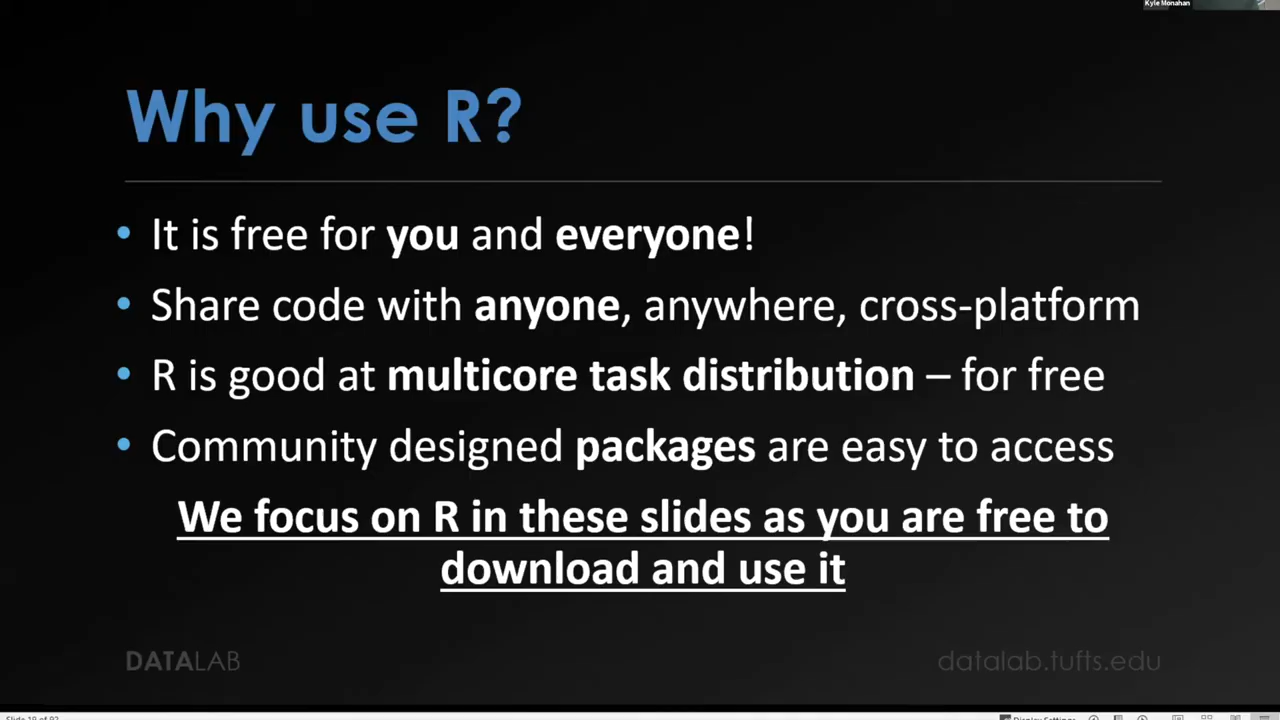 Kyle Monahan
Why use R?
• It is free for you and everyone!
• Share code with anyone, anywhere, cross-platform
• R is good at multicore task distribution – for free
• Community designed packages are easy to access
We focus on R in these slides as you are free to
download and use it
DATALAB
datalab.tufts.edu
Display Settings